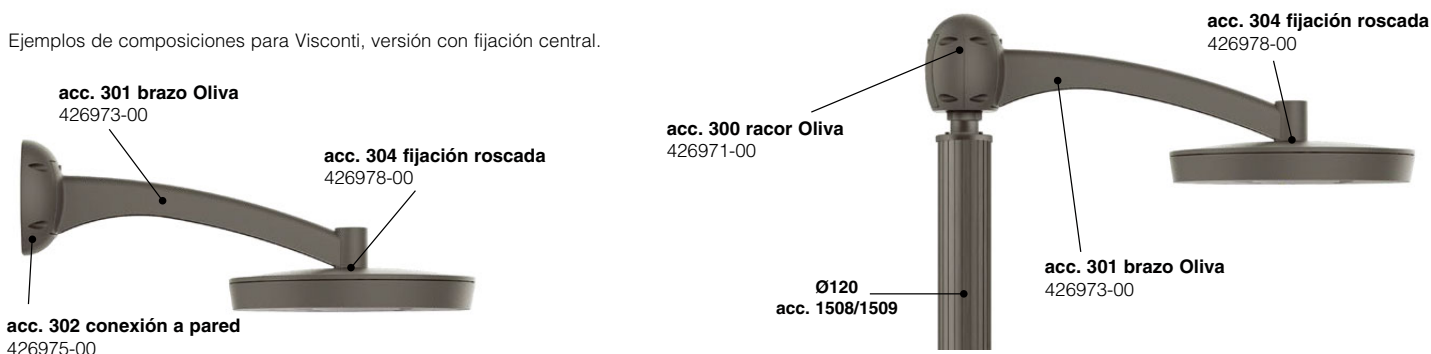 Ejemplos de composiciones para Visconti, versión con fijación central.
acc. 301 brazo Oliva
426973-00
acc. 304 fijación roscada
426978-00
acc. 302 conexión a pared
426975-00
acc. 304 fijación roscada
426978-00
acc. 300 racor Oliva
426971-00
acc. 301 brazo Oliva
426973-00
Ø120
acc. 1508/1509